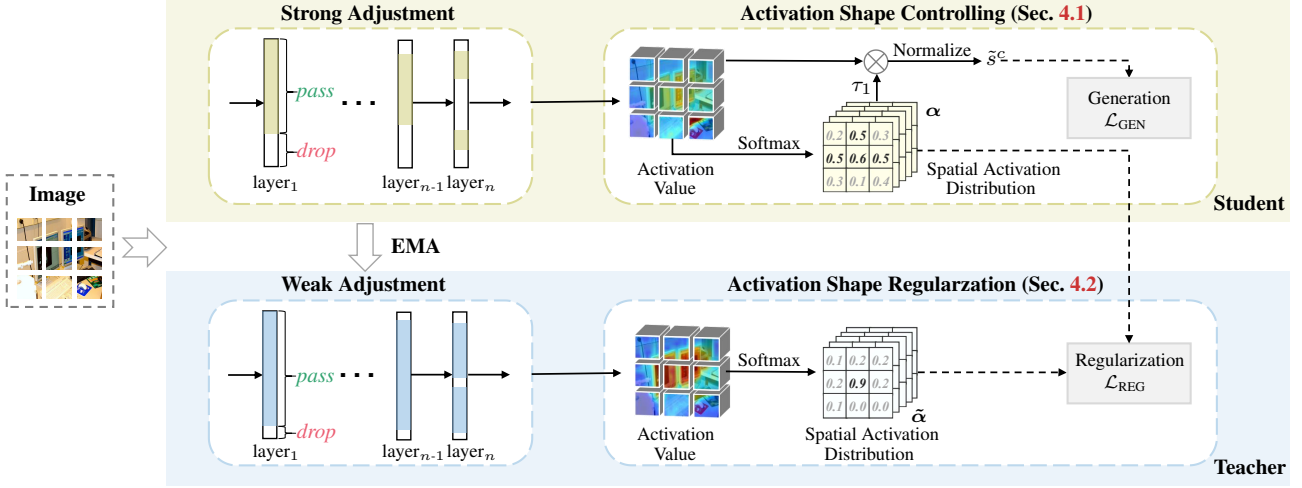 Strong Adjustment
Activation Shape Controlling (Sec. 4.1)
pass
drop
layer1
layern-1
layern
Activation
Value
Softmax
Normalize
s̃ᶜ
τ1
α
0.2 0.5 0.3
0.5 0.6 0.5
0.3 0.1 0.4
Spatial Activation
Distribution
Generation
ℒGEN
Student
Image
EMA
Weak Adjustment
Activation Shape Regularzation (Sec. 4.2)
pass
drop
layer1
layern-1
layern
Activation
Value
Softmax
0.1 0.2 0.2
0.2 0.9 0.2
0.1 0.0 0.0
α̃
Spatial Activation
Distribution
Regularization
ℒREG
Teacher